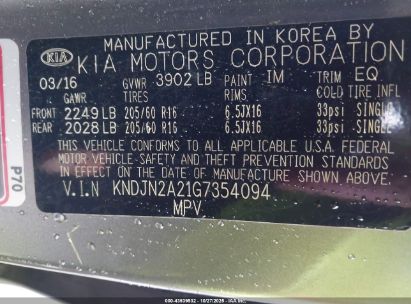 MANUFACTURED IN KOREA BY
KIA KIA MOTORS CORPORATION
03/16 GVWR 3902 LB PAINT IM TRIM EQ
GAWR TIRES RIMS COLD TIRE INFL
FRONT 2249 LB 205/60 R16 6.5JX16 33psi SINGLE
REAR 2028 LB 205/60 R16 6.5JX16 33psi SINGLE
THIS VEHICLE CONFORMS TO ALL APPLICABLE U.S.A FEDERAL
MOTOR VEHICLE-SAFETY AND THEFT PREVENTION STANDARDS
IN EFFECT ON THE DATE OF MANUFACTURE SHOWN ABOVE.
V.I.N KNDJN2A21G7354094
MPV
P70